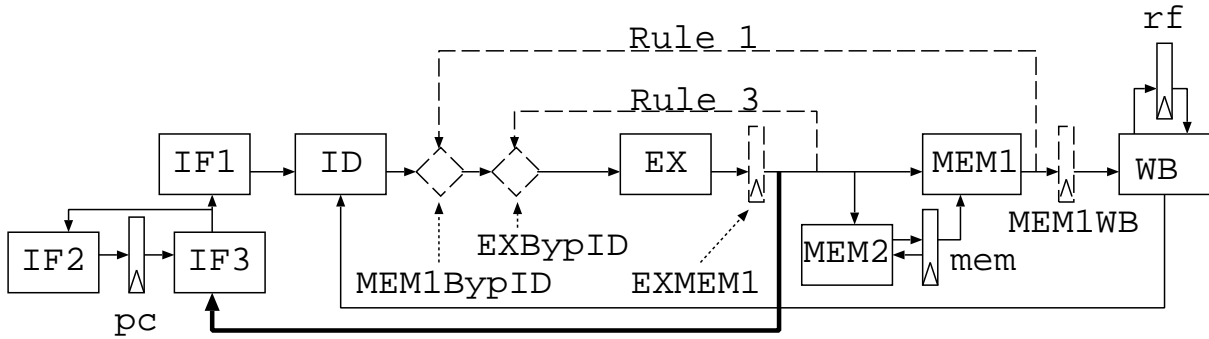 rf
Rule 1
Rule 3
IF1
ID
EX
MEM1
WB
MEM1WB
EXBypID
IF2
IF3
MEM2
mem
MEM1BypID
EXMEM1
pc